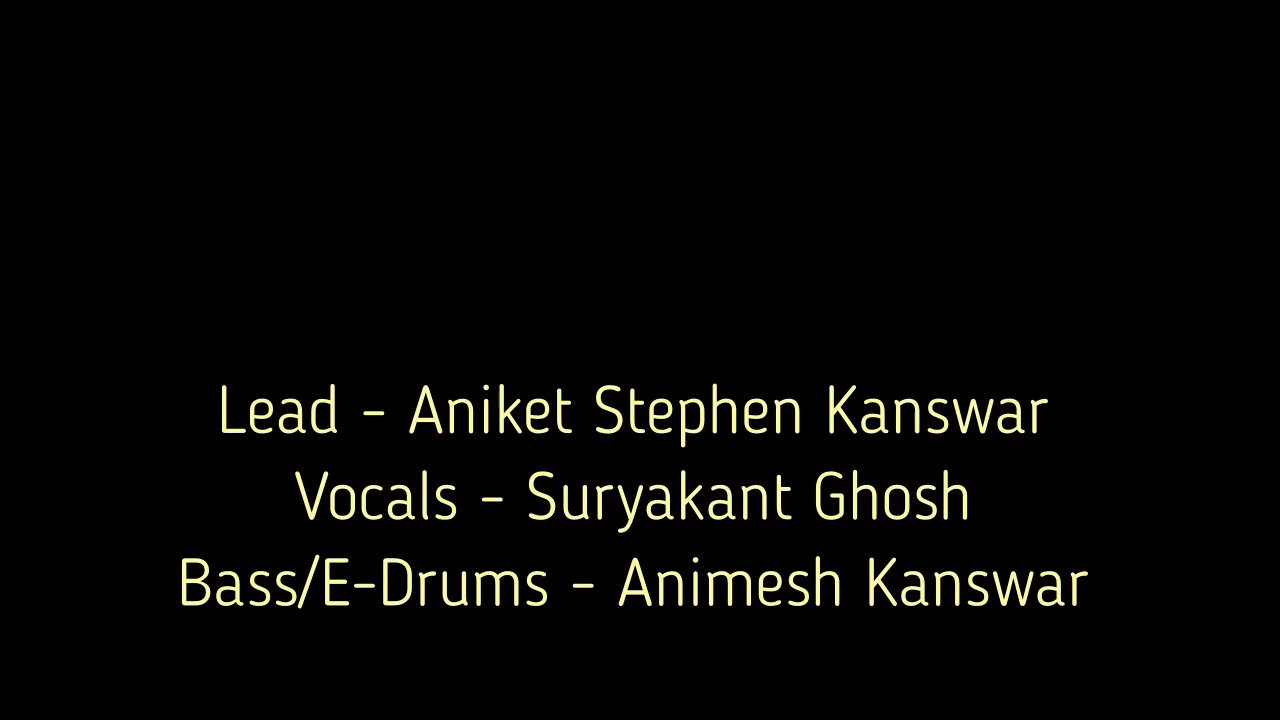 Lead - Aniket Stephen Kanswar
Vocals - Suryakant Ghosh
Bass/E-Drums - Animesh Kanswar